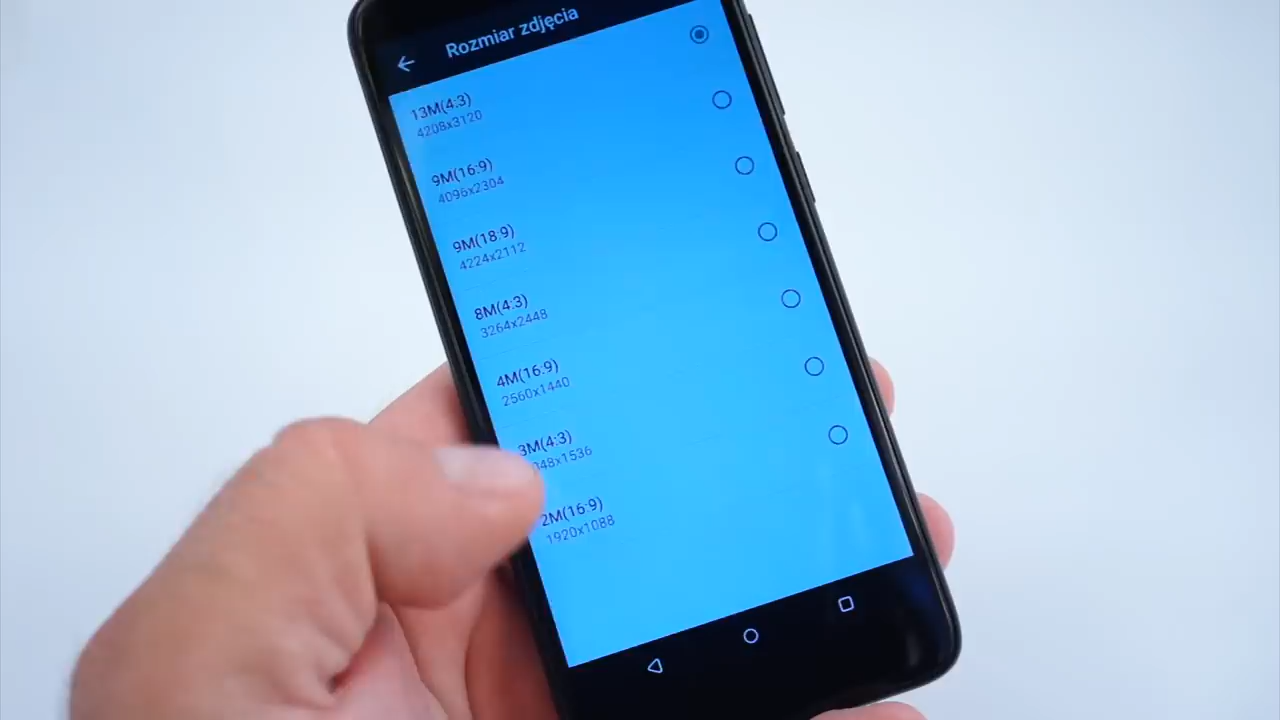 Rozmiar zdjęcia
13M(4:3)
4208x3120
9M(16:9)
4096x2304
9M(18:9)
4224x2112
8M(4:3)
3264x2448
4M(16:9)
2560x1440
3M(4:3)
48x1536
2M(16:9)
1920x1088